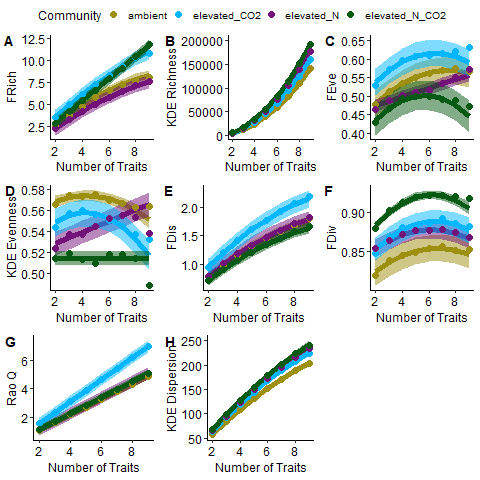 Community ambient elevated_CO2 elevated_N elevated_N_CO2
A
FRich
12.5
10.0
7.5
5.0
2.5
2 4 6 8
Number of Traits
B
KDE Richness
200000
150000
100000
50000
0
2 4 6 8
Number of Traits
C
FEve
0.65
0.60
0.55
0.50
0.45
0.40
2 4 6 8
Number of Traits
D
KDE Evenness
0.58
0.56
0.54
0.52
0.50
2 4 6 8
Number of Traits
E
FDis
2.0
1.5
1.0
2 4 6 8
Number of Traits
F
FDiv
0.90
0.85
2 4 6 8
Number of Traits
G
Rao Q
6
4
2
2 4 6 8
Number of Traits
H
KDE Dispersion
250
200
150
100
50
2 4 6 8
Number of Traits